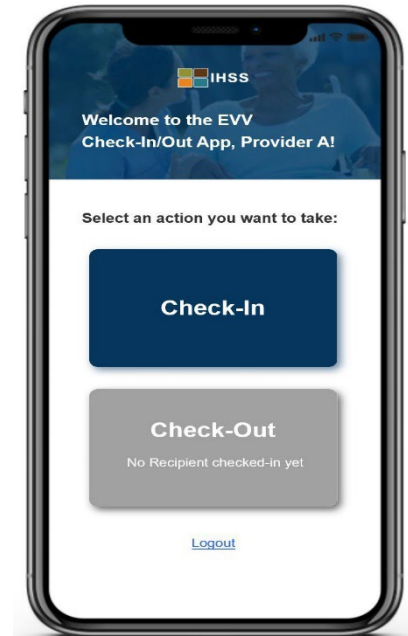 IHSS
Welcome to the EVV
Check-In/Out App, Provider A!
Select an action you want to take:
Check-In
Check-Out
No Recipient checked-in yet
Logout